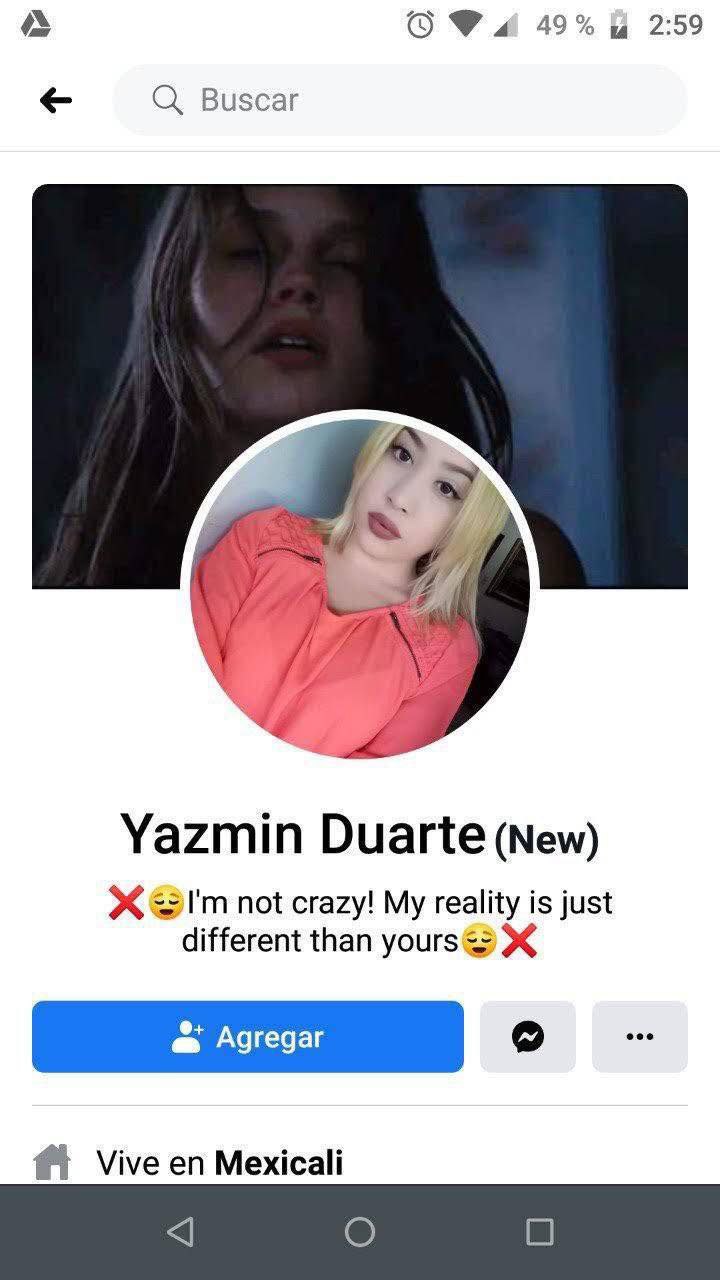 49 % 2:59
Buscar
Yazmin Duarte (New)
❌😌I'm not crazy! My reality is just
different than yours😌❌
Agregar
Vive en Mexicali